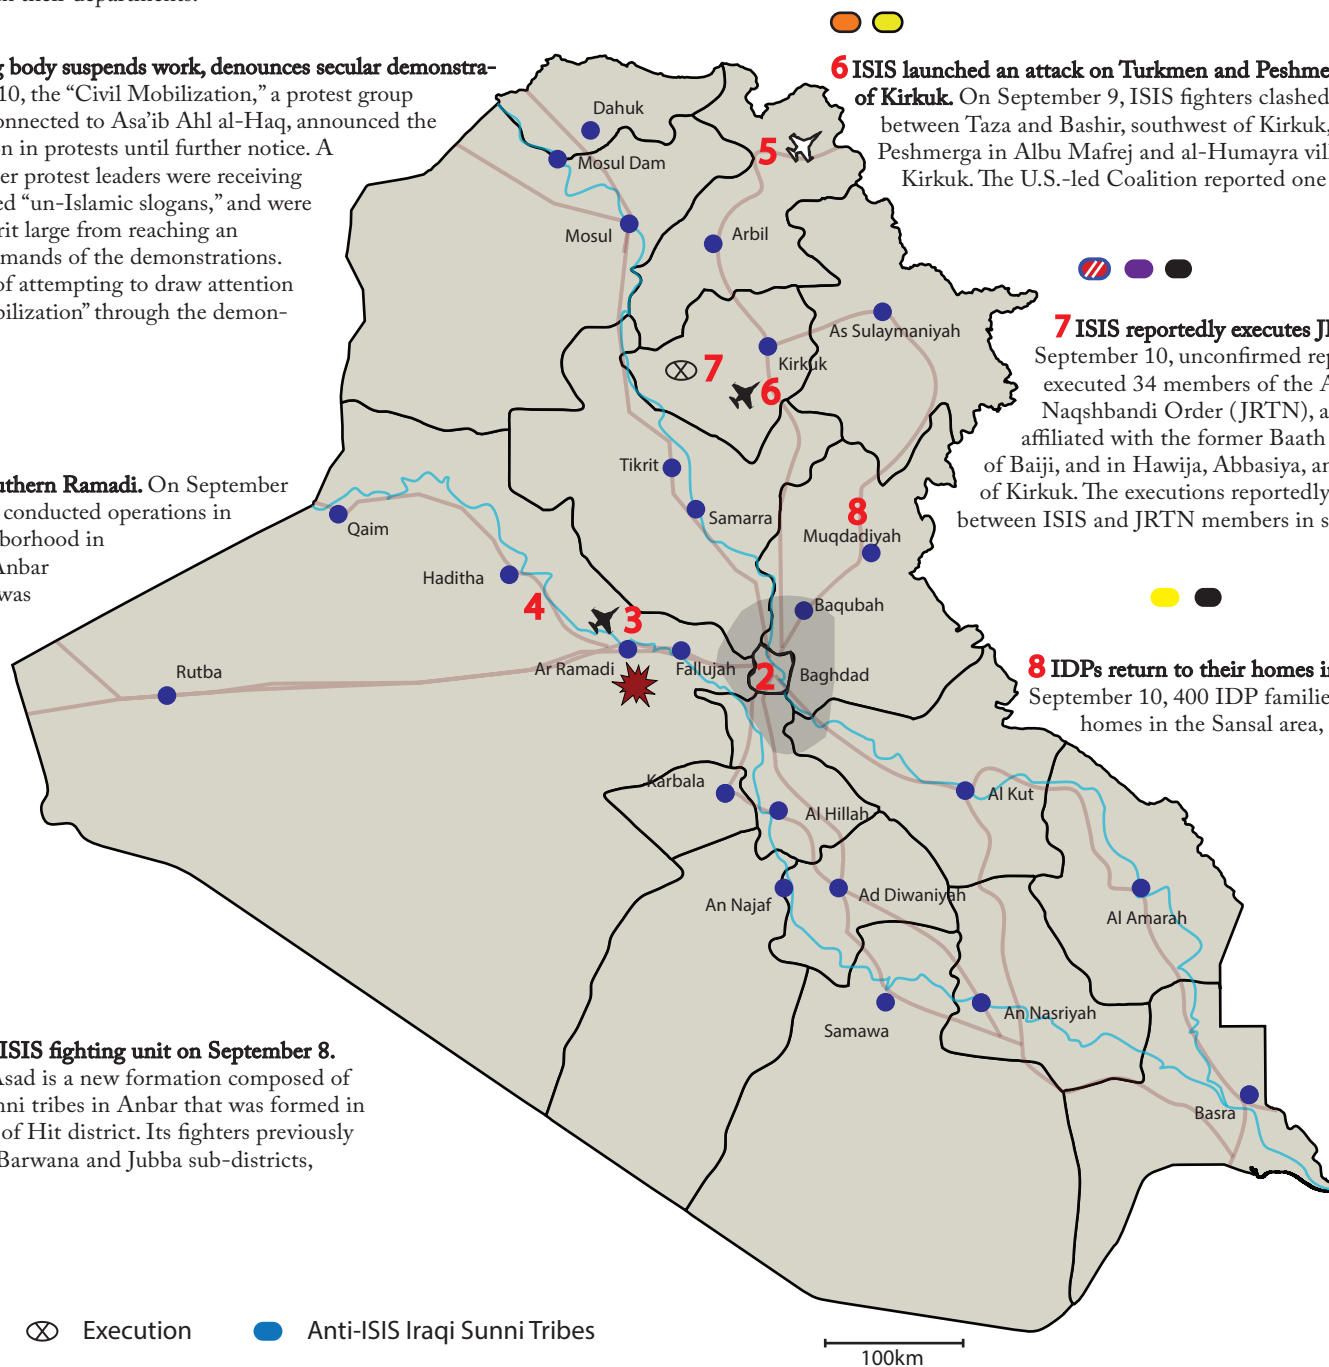 their departments.
g body suspends work, denounces secular demonstra-
10, the “Civil Mobilization,” a protest group
onnected to Asa’ib Ahl al-Haq, announced the
on in protests until further notice. A
er protest leaders were receiving
ed “un-Islamic slogans,” and were
rit large from reaching an
mands of the demonstrations.
of attempting to draw attention
bilization” through the demon-
uthern Ramadi. On September
conducted operations in
borhood in
Anbar
was
ISIS fighting unit on September 8.
Asad is a new formation composed of
nni tribes in Anbar that was formed in
of Hit district. Its fighters previously
Barwana and Jubba sub-districts,
6 ISIS launched an attack on Turkmen and Peshme
of Kirkuk. On September 9, ISIS fighters clashed
between Taza and Bashir, southwest of Kirkuk,
Peshmerga in Albu Mafrej and al-Humayra vill
Kirkuk. The U.S.-led Coalition reported one
7 ISIS reportedly executes J
September 10, unconfirmed rep
executed 34 members of the A
Naqshbandi Order (JRTN), a
affiliated with the former Baath
of Baiji, and in Hawija, Abbasiya, an
of Kirkuk. The executions reportedly
between ISIS and JRTN members in s
8 IDPs return to their homes i
September 10, 400 IDP familie
homes in the Sansal area,
Dahuk
5
Mosul Dam
Mosul
Arbil
As Sulaymaniyah
Kirkuk
7
6
Tikrit
Samarra
8
Muqdadiyah
Qaim
Haditha
4
3
Baqubah
Ar Ramadi
Fallujah
2
Baghdad
Rutba
Karbala
Al Kut
Al Hillah
An Najaf
Ad Diwaniyah
Al Amarah
Samawa
An Nasriyah
Basra
Execution
Anti-ISIS Iraqi Sunni Tribes
100km